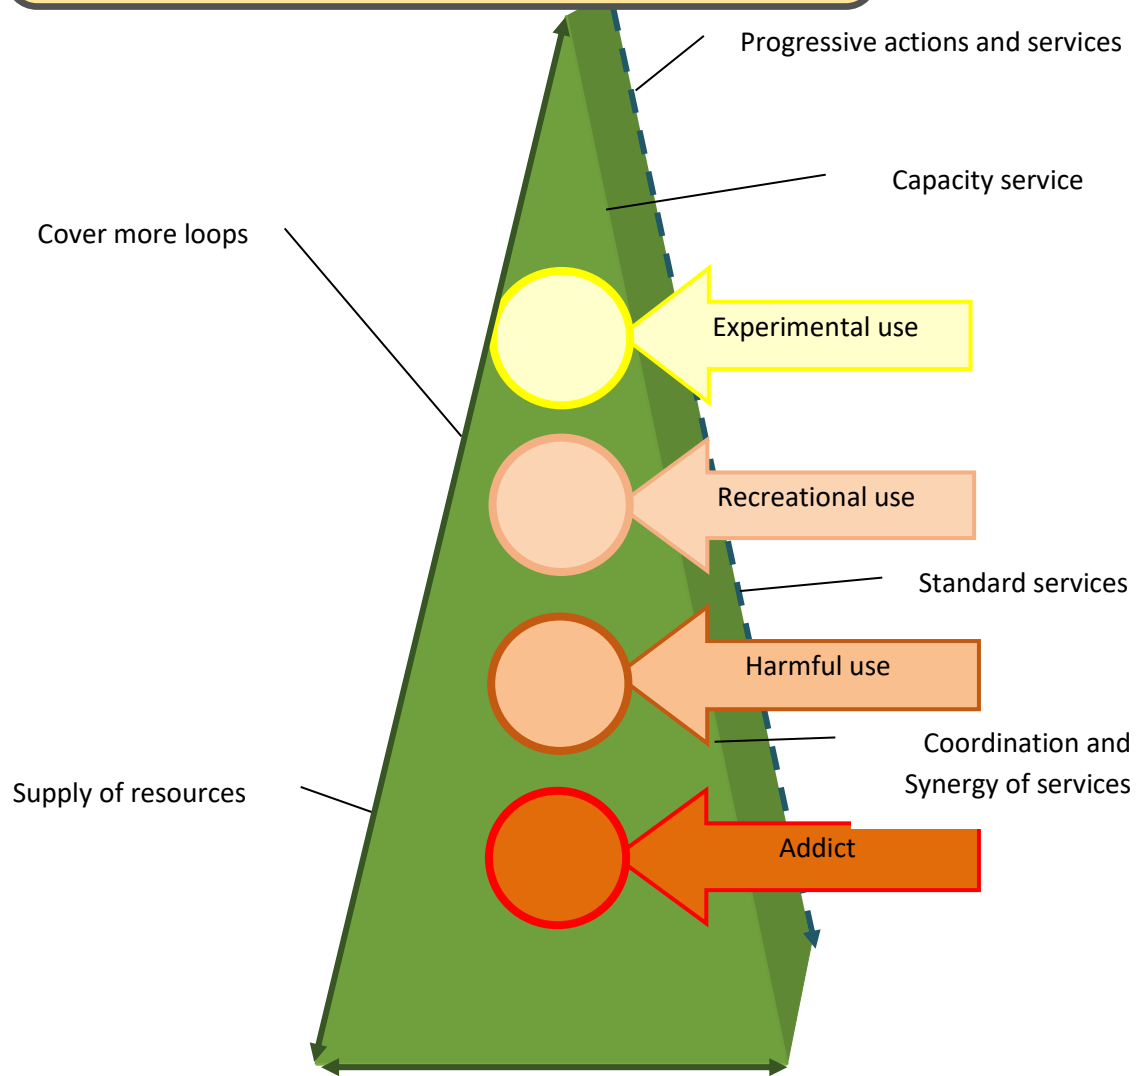 Progressive actions and services
Capacity service
Cover more loops
Experimental use
Recreational use
Standard services
Harmful use
Coordination and
Synergy of services
Supply of resources
Addict